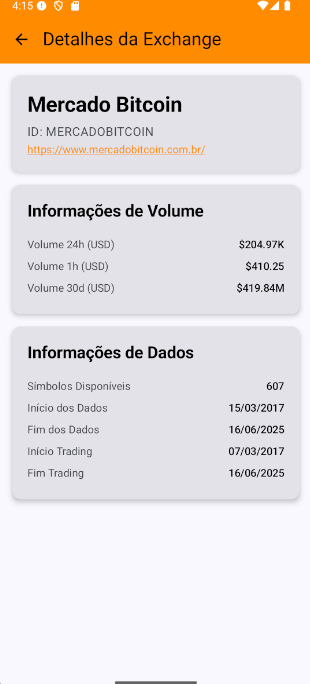 4:15
Detalhes da Exchange
Mercado Bitcoin
ID: MERCADOBITCOIN
https://www.mercadobitcoin.com.br/
Informações de Volume
Volume 24h (USD) $204.97K
Volume 1h (USD) $410.25
Volume 30d (USD) $419.84M
Informações de Dados
Símbolos Disponíveis 607
Início dos Dados 15/03/2017
Fim dos Dados 16/06/2025
Início Trading 07/03/2017
Fim Trading 16/06/2025